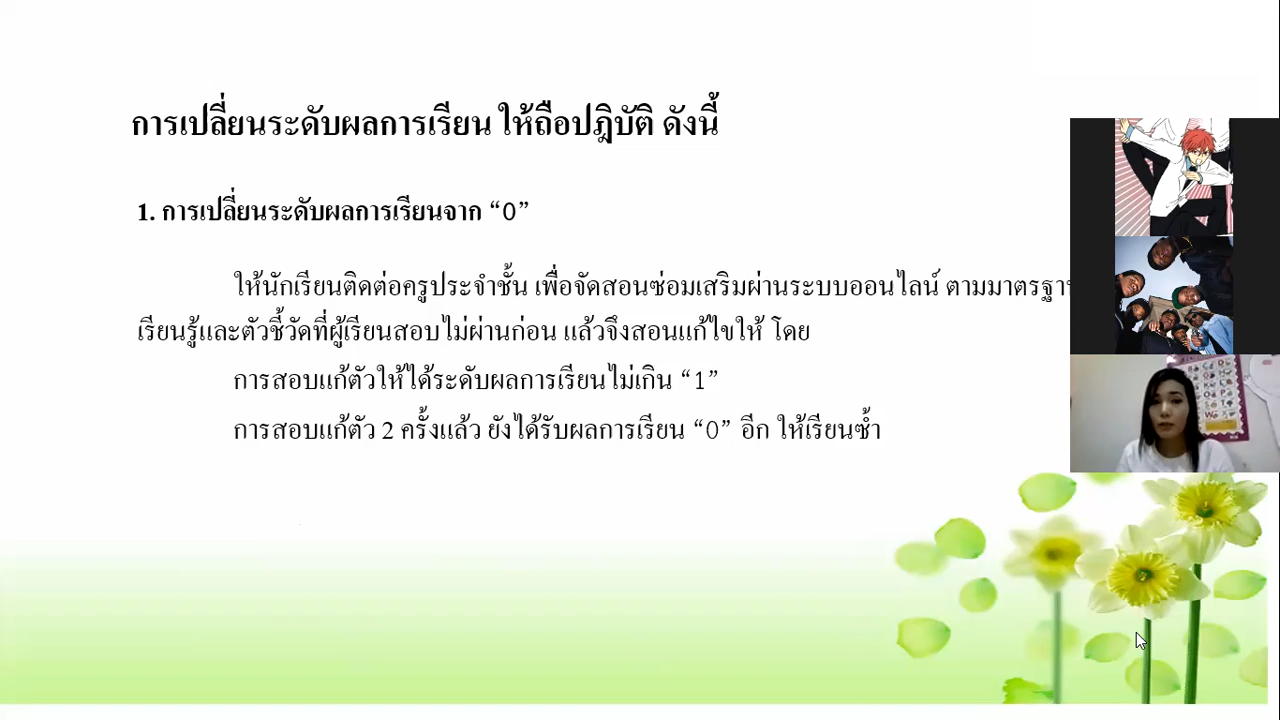 การเปลี่ยนระดับผลการเรียน ให้ถือปฎิบัติ ดังนี้
1. การเปลี่ยนระดับผลการเรียนจาก “0”
ให้นักเรียนติดต่อครูประจำชั้น เพื่อจัดสอนซ่อมเสริมผ่านระบบออนไลน์ ตามมาตรฐาน
เรียนรู้และตัวชี้วัดที่ผู้เรียนสอบไม่ผ่านก่อน แล้วจึงสอนแก้ไขให้ โดย
การสอบแก้ตัวให้ได้ระดับผลการเรียนไม่เกิน “1”
การสอบแก้ตัว 2 ครั้งแล้ว ยังได้รับผลการเรียน “0” อีก ให้เรียนซ้ำ